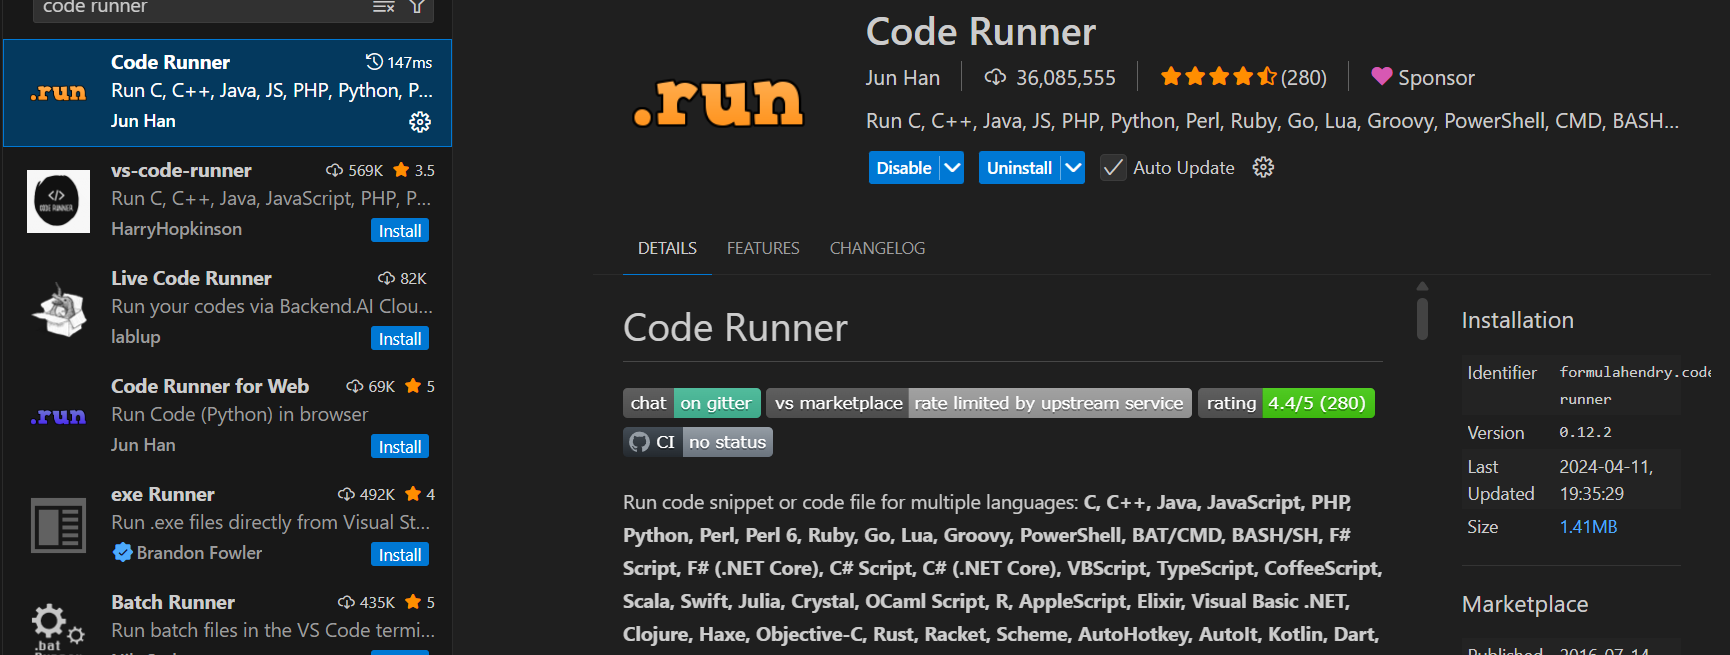 code runner
.run
Code Runner
147ms
Run C, C++, Java, JS, PHP, Python, P...
Jun Han
CODE RUNNER
vs-code-runner
569K
3.5
Run C, C++, Java, JavaScript, PHP, P...
HarryHopkinson
Install
Live Code Runner
82K
Run your codes via Backend.AI Clou...
lablup
Install
.run
Code Runner for Web
69K
5
Run Code (Python) in browser
Jun Han
Install
exe Runner
492K
4
Run .exe files directly from Visual St...
Brandon Fowler
Install
.bat
Batch Runner
435K
5
Run batch files in the VS Code termi...
.run
Code Runner
Jun Han
36,085,555
(280)
Sponsor
Run C, C++, Java, JS, PHP, Python, Perl, Ruby, Go, Lua, Groovy, PowerShell, CMD, BASH...
Disable
Uninstall
Auto Update
DETAILS
FEATURES
CHANGELOG
Code Runner
chat on gitter
vs marketplace rate limited by upstream service
rating 4.4/5 (280)
CI no status
Run code snippet or code file for multiple languages: C, C++, Java, JavaScript, PHP,
Python, Perl, Perl 6, Ruby, Go, Lua, Groovy, PowerShell, BAT/CMD, BASH/SH, F#
Script, F# (.NET Core), C# Script, C# (.NET Core), VBScript, TypeScript, CoffeeScript,
Scala, Swift, Julia, Crystal, OCaml Script, R, AppleScript, Elixir, Visual Basic .NET,
Clojure, Haxe, Objective-C, Rust, Racket, Scheme, AutoHotkey, AutoIt, Kotlin, Dart,
Installation
Identifier
formulahendry.code
runner
Version
0.12.2
Last
Updated
2024-04-11,
19:35:29
Size
1.41MB
Marketplace
Published
2016-07-14